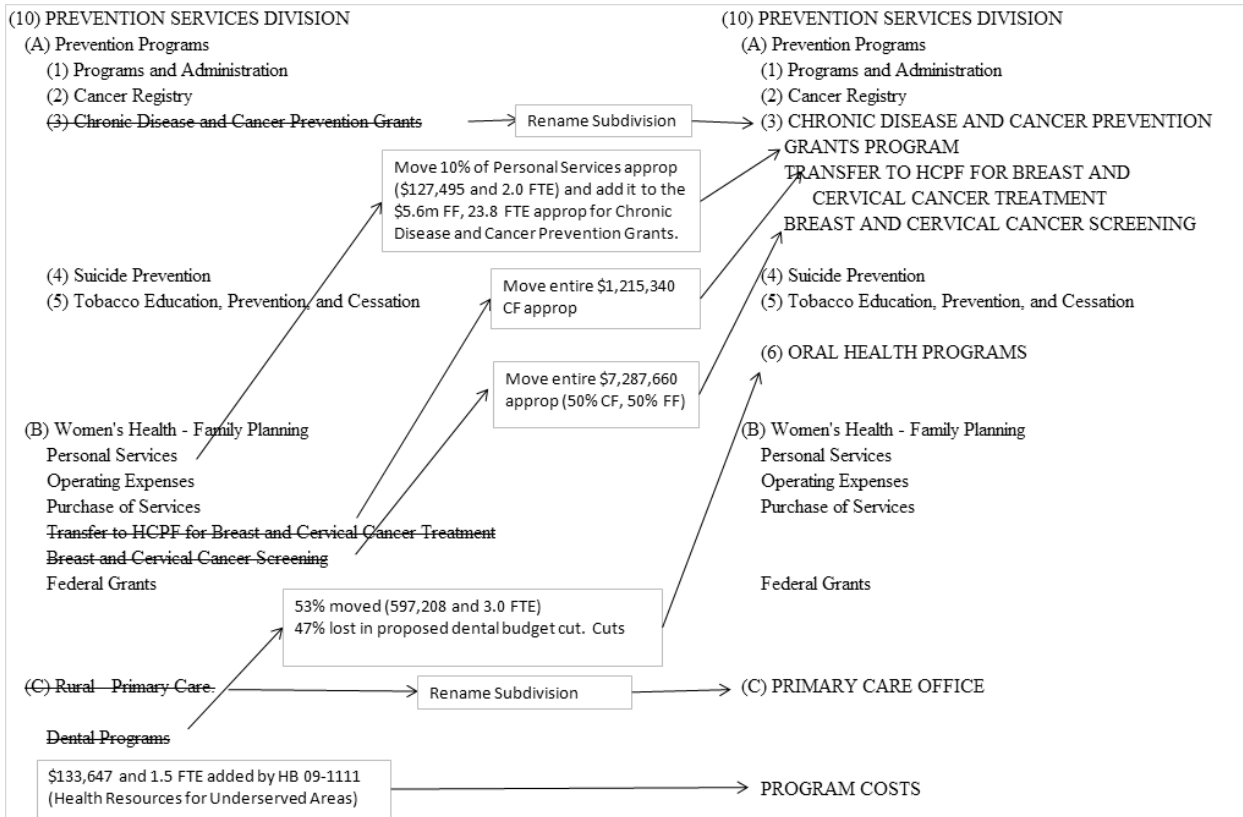 (10) PREVENTION SERVICES DIVISION
(A) Prevention Programs
(1) Programs and Administration
(2) Cancer Registry
(3) Chronic Disease and Cancer Prevention Grants
(4) Suicide Prevention
(5) Tobacco Education, Prevention, and Cessation
(B) Women's Health - Family Planning
Personal Services
Operating Expenses
Purchase of Services
Transfer to HCPF for Breast and Cervical Cancer Treatment
Breast and Cervical Cancer Screening
Federal Grants
(C) Rural - Primary Care.
Dental Programs
$133,647 and 1.5 FTE added by HB 09-1111
(Health Resources for Underserved Areas)
Rename Subdivision
Move 10% of Personal Services approp
($127,495 and 2.0 FTE) and add it to the
$5.6m FF, 23.8 FTE approp for Chronic
Disease and Cancer Prevention Grants.
Move entire $1,215,340
CF approp
Move entire $7,287,660
approp (50% CF, 50% FF)
53% moved (597,208 and 3.0 FTE)
47% lost in proposed dental budget cut.  Cuts
Rename Subdivision
(10) PREVENTION SERVICES DIVISION
(A) Prevention Programs
(1) Programs and Administration
(2) Cancer Registry
(3) CHRONIC DISEASE AND CANCER PREVENTION
GRANTS PROGRAM
TRANSFER TO HCPF FOR BREAST AND
CERVICAL CANCER TREATMENT
BREAST AND CERVICAL CANCER SCREENING
(4) Suicide Prevention
(5) Tobacco Education, Prevention, and Cessation
(6) ORAL HEALTH PROGRAMS
(B) Women's Health - Family Planning
Personal Services
Operating Expenses
Purchase of Services
Federal Grants
(C) PRIMARY CARE OFFICE
PROGRAM COSTS